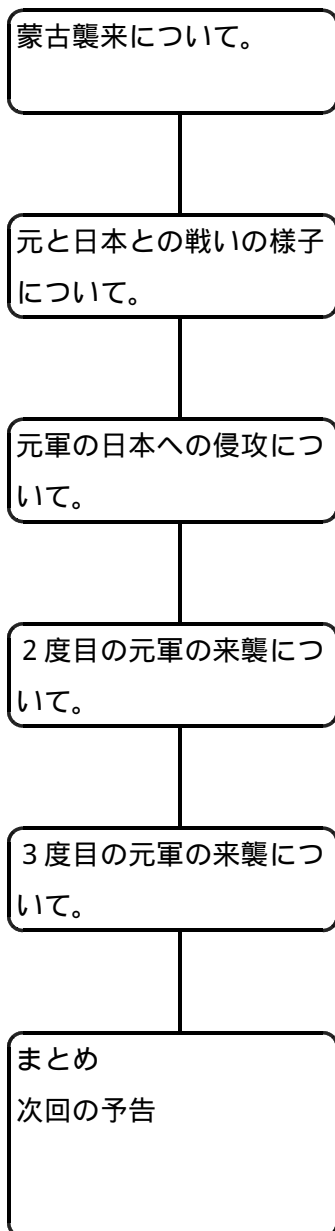 蒙古襲来について。
元と日本との戦いの様子
について。
元軍の日本への侵攻につ
いて。
２度目の元軍の来襲につ
いて。
３度目の元軍の来襲につ
いて。
まとめ
次回の予告